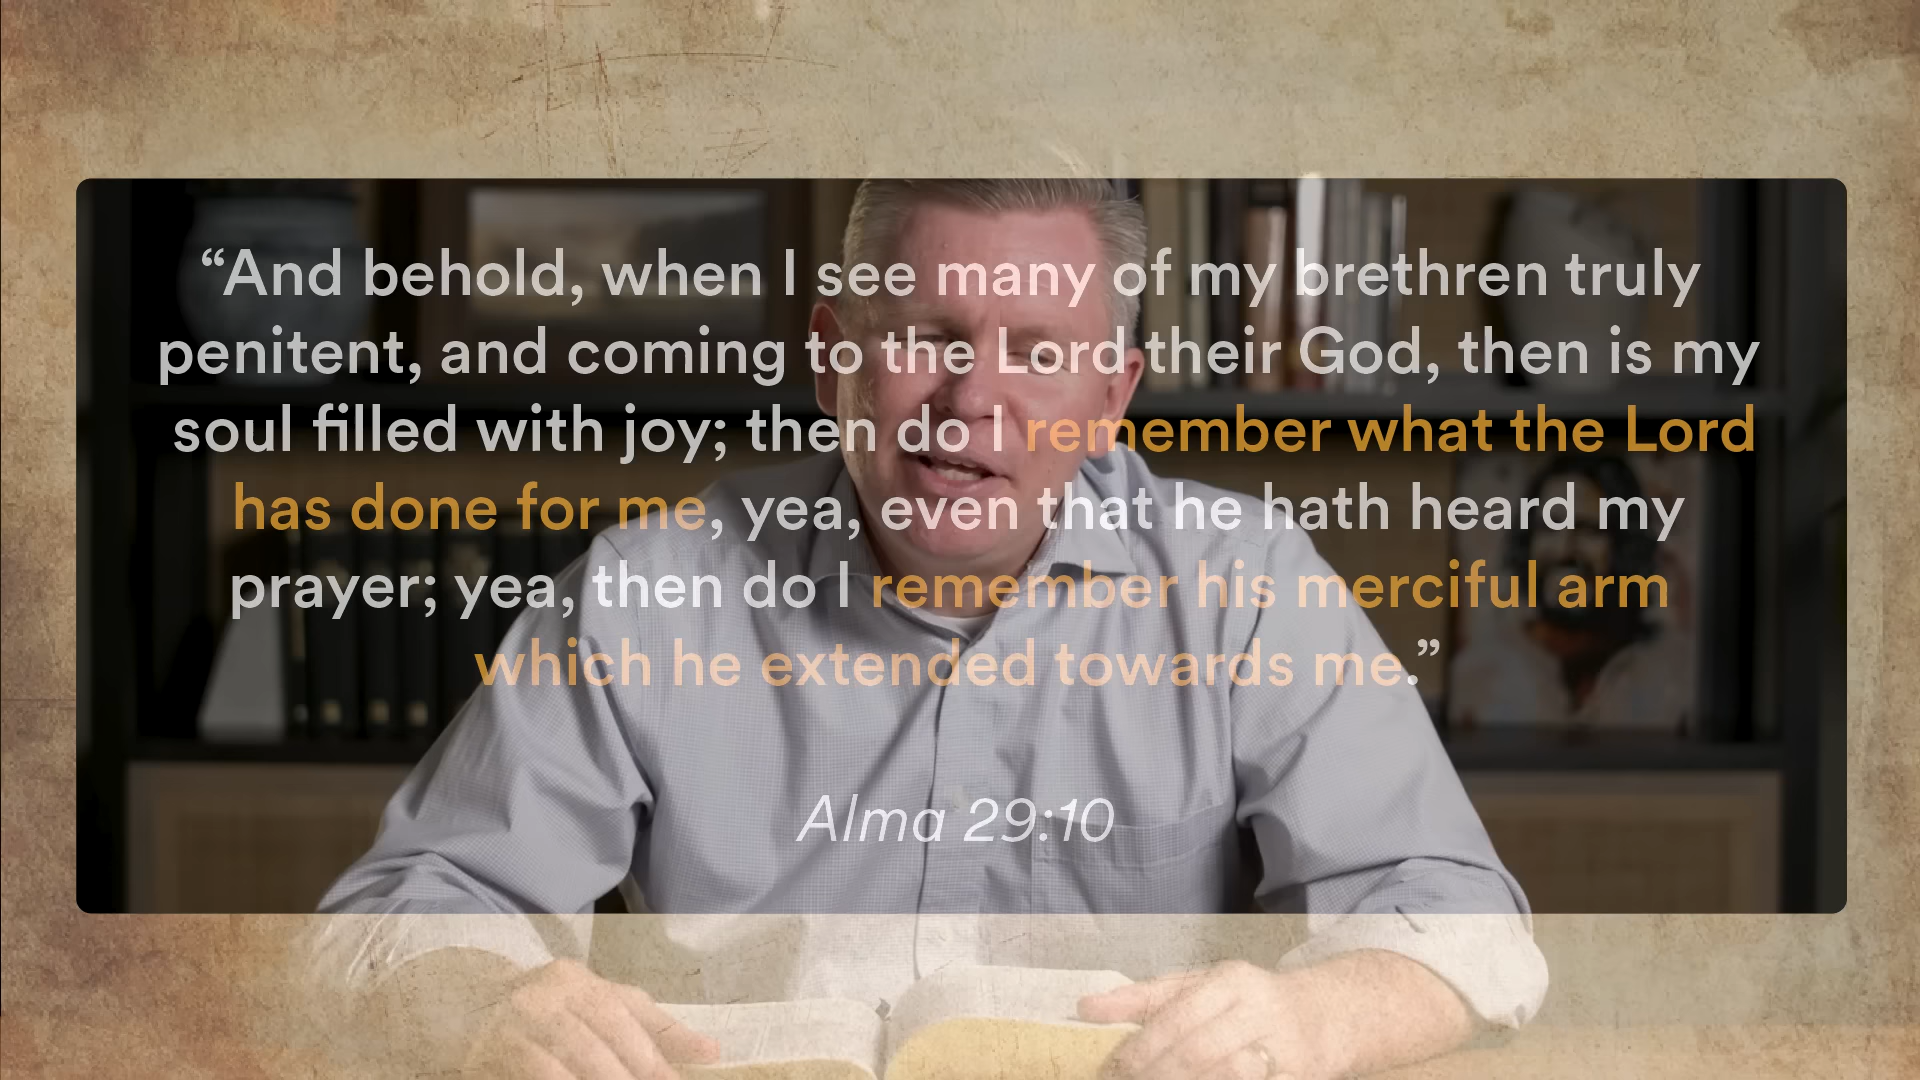 “And behold, when I see many of my brethren truly
penitent, and coming to the Lord their God, then is my
soul filled with joy; then do I remember what the Lord
has done for me, yea, even that he hath heard my
prayer; yea, then do I remember his merciful arm
which he extended towards me.”
Alma 29:10